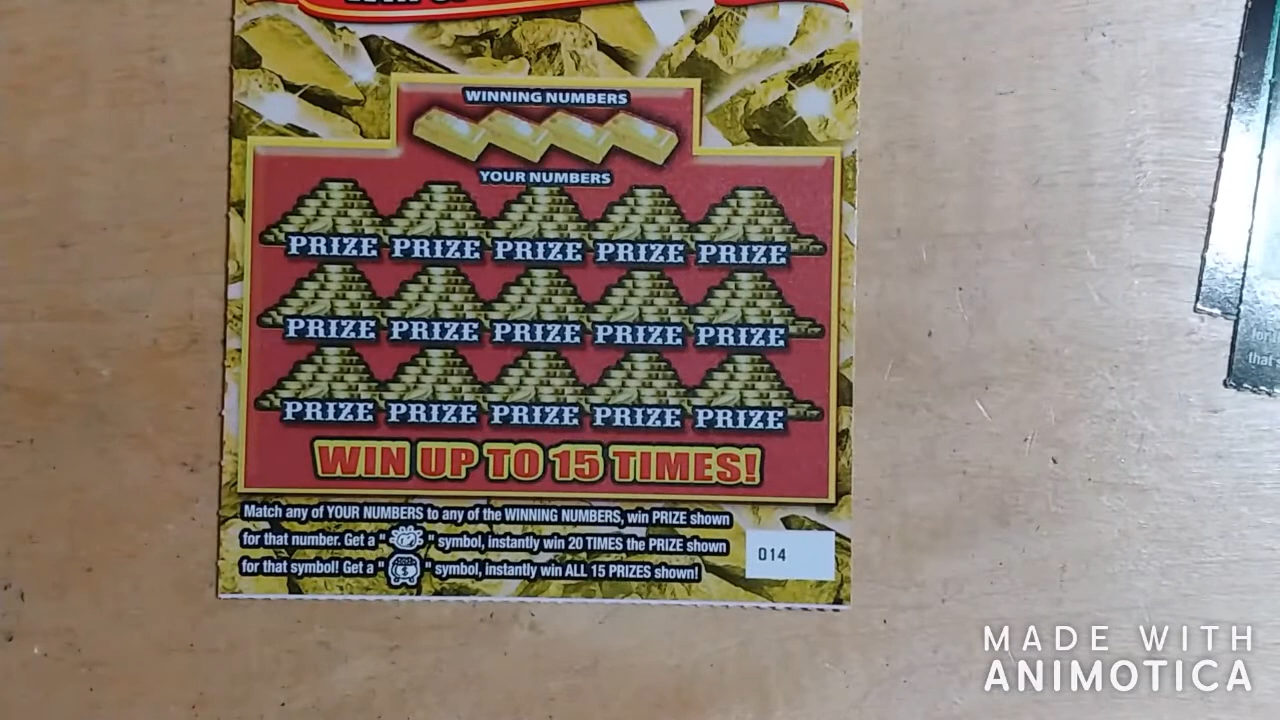 WINNING NUMBERS
YOUR NUMBERS
PRIZE PRIZE PRIZE PRIZE PRIZE
PRIZE PRIZE PRIZE PRIZE PRIZE
PRIZE PRIZE PRIZE PRIZE PRIZE
WIN UP TO 15 TIMES!
Match any of YOUR NUMBERS to any of the WINNING NUMBERS, win PRIZE shown
for that number. Get a " " symbol, instantly win 20 TIMES the PRIZE shown
for that symbol! Get a " " symbol, instantly win ALL 15 PRIZES shown!
014
that
MADE WITH
ANIMOTICA